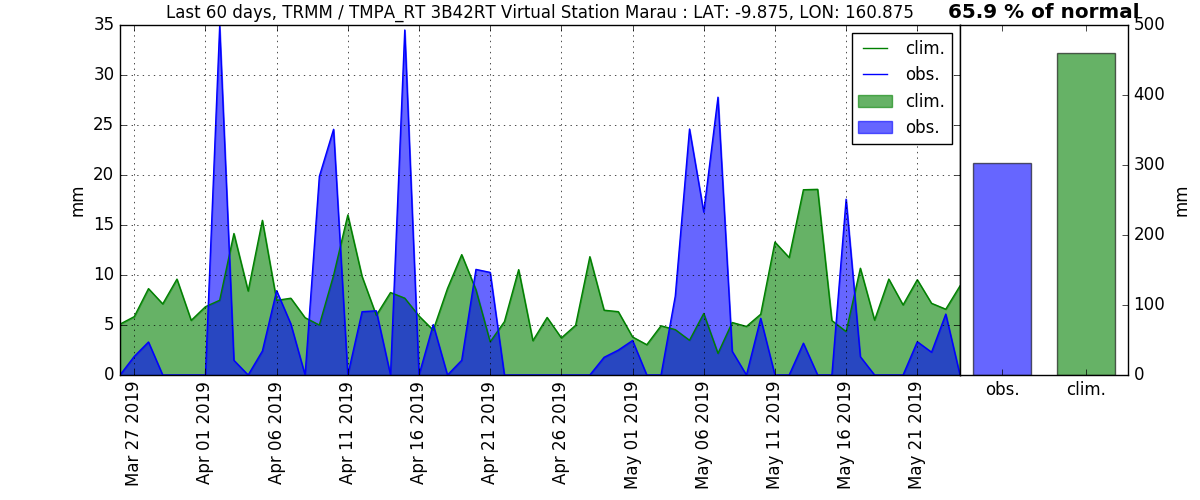 Last 60 days, TRMM / TMPA_RT 3B42RT Virtual Station Marau : LAT: -9.875, LON: 160.875
65.9 % of normal
35
30
25
20
15
10
5
0
mm
clim.
obs.
clim.
obs.
500
400
300
200
100
0
mm
Mar 27 2019
Apr 01 2019
Apr 06 2019
Apr 11 2019
Apr 16 2019
Apr 21 2019
Apr 26 2019
May 01 2019
May 06 2019
May 11 2019
May 16 2019
May 21 2019
obs.
clim.